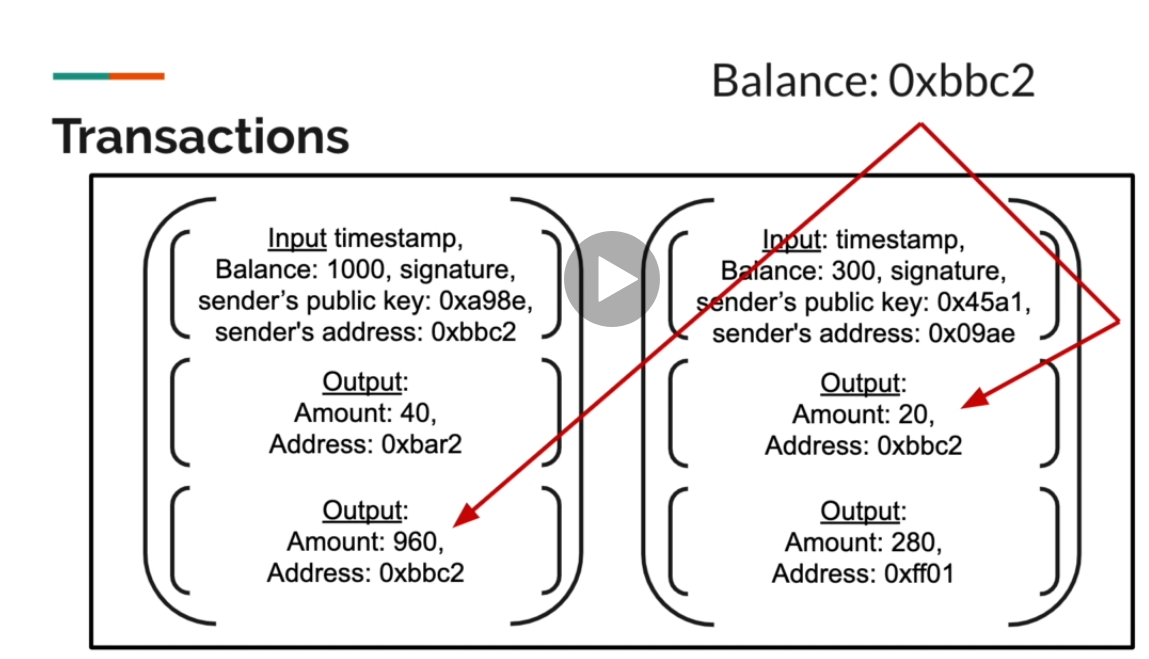 Balance: 0xbbc2
Transactions
Input timestamp,
Balance: 1000, signature,
sender’s public key: 0xa98e,
sender's address: 0xbbc2
Output:
Amount: 40,
Address: 0xbar2
Output:
Amount: 960,
Address: 0xbbc2
Input: timestamp,
Balance: 300, signature,
sender’s public key: 0x45a1,
sender's address: 0x09ae
Output:
Amount: 20,
Address: 0xbbc2
Output:
Amount: 280,
Address: 0xff01